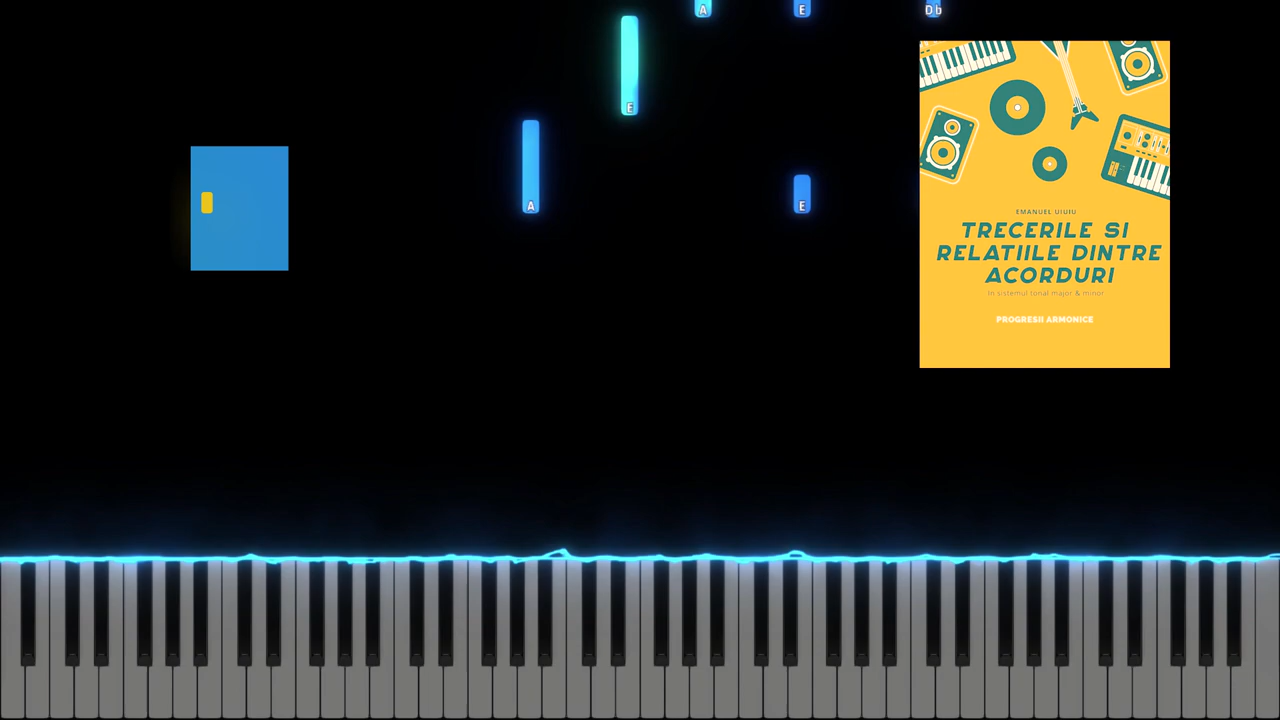 A E Db
E
A E
EMANUEL UIUIU
TRECERILE SI
RELATIILE DINTRE
ACORDURI
In sistemul tonal major & minor
PROGRESII ARMONICE